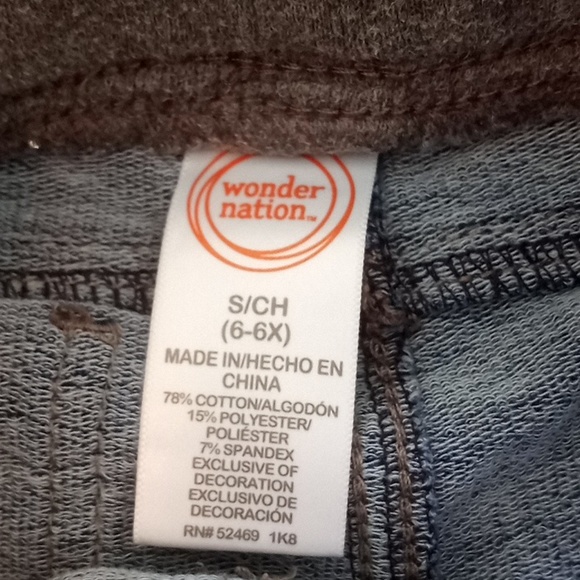 wonder
nation™
S/CH
(6-6X)
MADE IN/HECHO EN
CHINA
78% COTTON/ALGODÓN
15% POLYESTER/
POLIÉSTER
7% SPANDEX
EXCLUSIVE OF
DECORATION
EXCLUSIVO DE
DECORACIÓN
RN# 52469 1K8